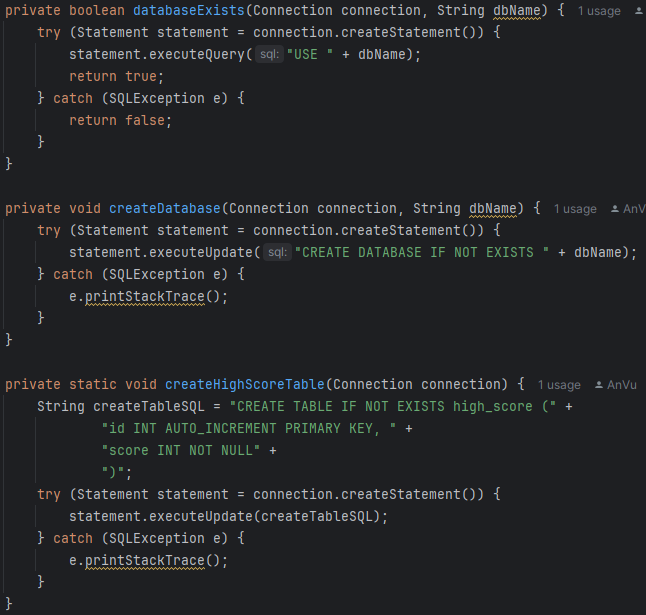 private boolean databaseExists(Connection connection, String dbName) { 1 usage
    try (Statement statement = connection.createStatement()) {
        statement.executeQuery( sql: "USE " + dbName);
        return true;
    } catch (SQLException e) {
        return false;
    }
}
private void createDatabase(Connection connection, String dbName) { 1 usage AnV
    try (Statement statement = connection.createStatement()) {
        statement.executeUpdate( sql: "CREATE DATABASE IF NOT EXISTS " + dbName);
    } catch (SQLException e) {
        e.printStackTrace();
    }
}
private static void createHighScoreTable(Connection connection) { 1 usage AnVu
    String createTableSQL = "CREATE TABLE IF NOT EXISTS high_score (" +
            "id INT AUTO_INCREMENT PRIMARY KEY, " +
            "score INT NOT NULL" +
            ")";
    try (Statement statement = connection.createStatement()) {
        statement.executeUpdate(createTableSQL);
    } catch (SQLException e) {
        e.printStackTrace();
    }
}